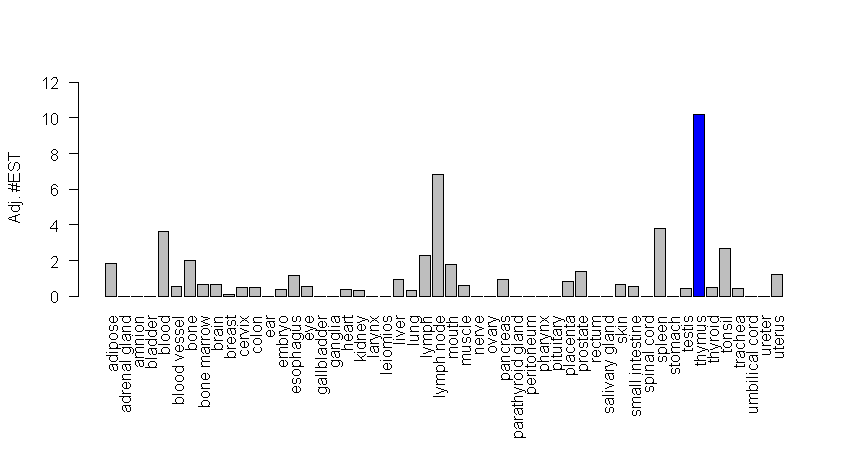 12
10
8
6
4
2
0
Adj. #EST
adipose
adrenal gland
amnion
bladder
blood
blood vessel
bone
bone marrow
brain
breast
cervix
colon
ear
embryo
esophagus
eye
gallbladder
ganglia
heart
kidney
larynx
leiomios
liver
lung
lymph
lymph node
mouth
muscle
nerve
ovary
pancreas
parathyroid gland
peritoneum
pharynx
pituitary
placenta
prostate
rectum
salivary gland
skin
small intestine
spinal cord
spleen
stomach
testis
thymus
thyroid
tonsil
trachea
umbilical cord
ureter
uterus